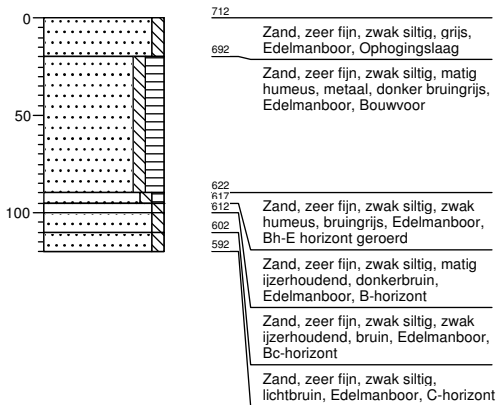 0
50
100
712
Zand, zeer fijn, zwak siltig, grijs,
Edelmanboor, Ophogingslaag
692
Zand, zeer fijn, zwak siltig, matig
humeus, metaal, donker bruingrijs,
Edelmanboor, Bouwvoor
622
Zand, zeer fijn, zwak siltig, zwak
humeus, bruingrijs, Edelmanboor,
Bh-E horizont geroerd
617
Zand, zeer fijn, zwak siltig, matig
ijzerhoudend, donkerbruin,
Edelmanboor, B-horizont
612
Zand, zeer fijn, zwak siltig, zwak
ijzerhoudend, bruin, Edelmanboor,
Bc-horizont
602
Zand, zeer fijn, zwak siltig,
lichtbruin, Edelmanboor, C-horizont
592